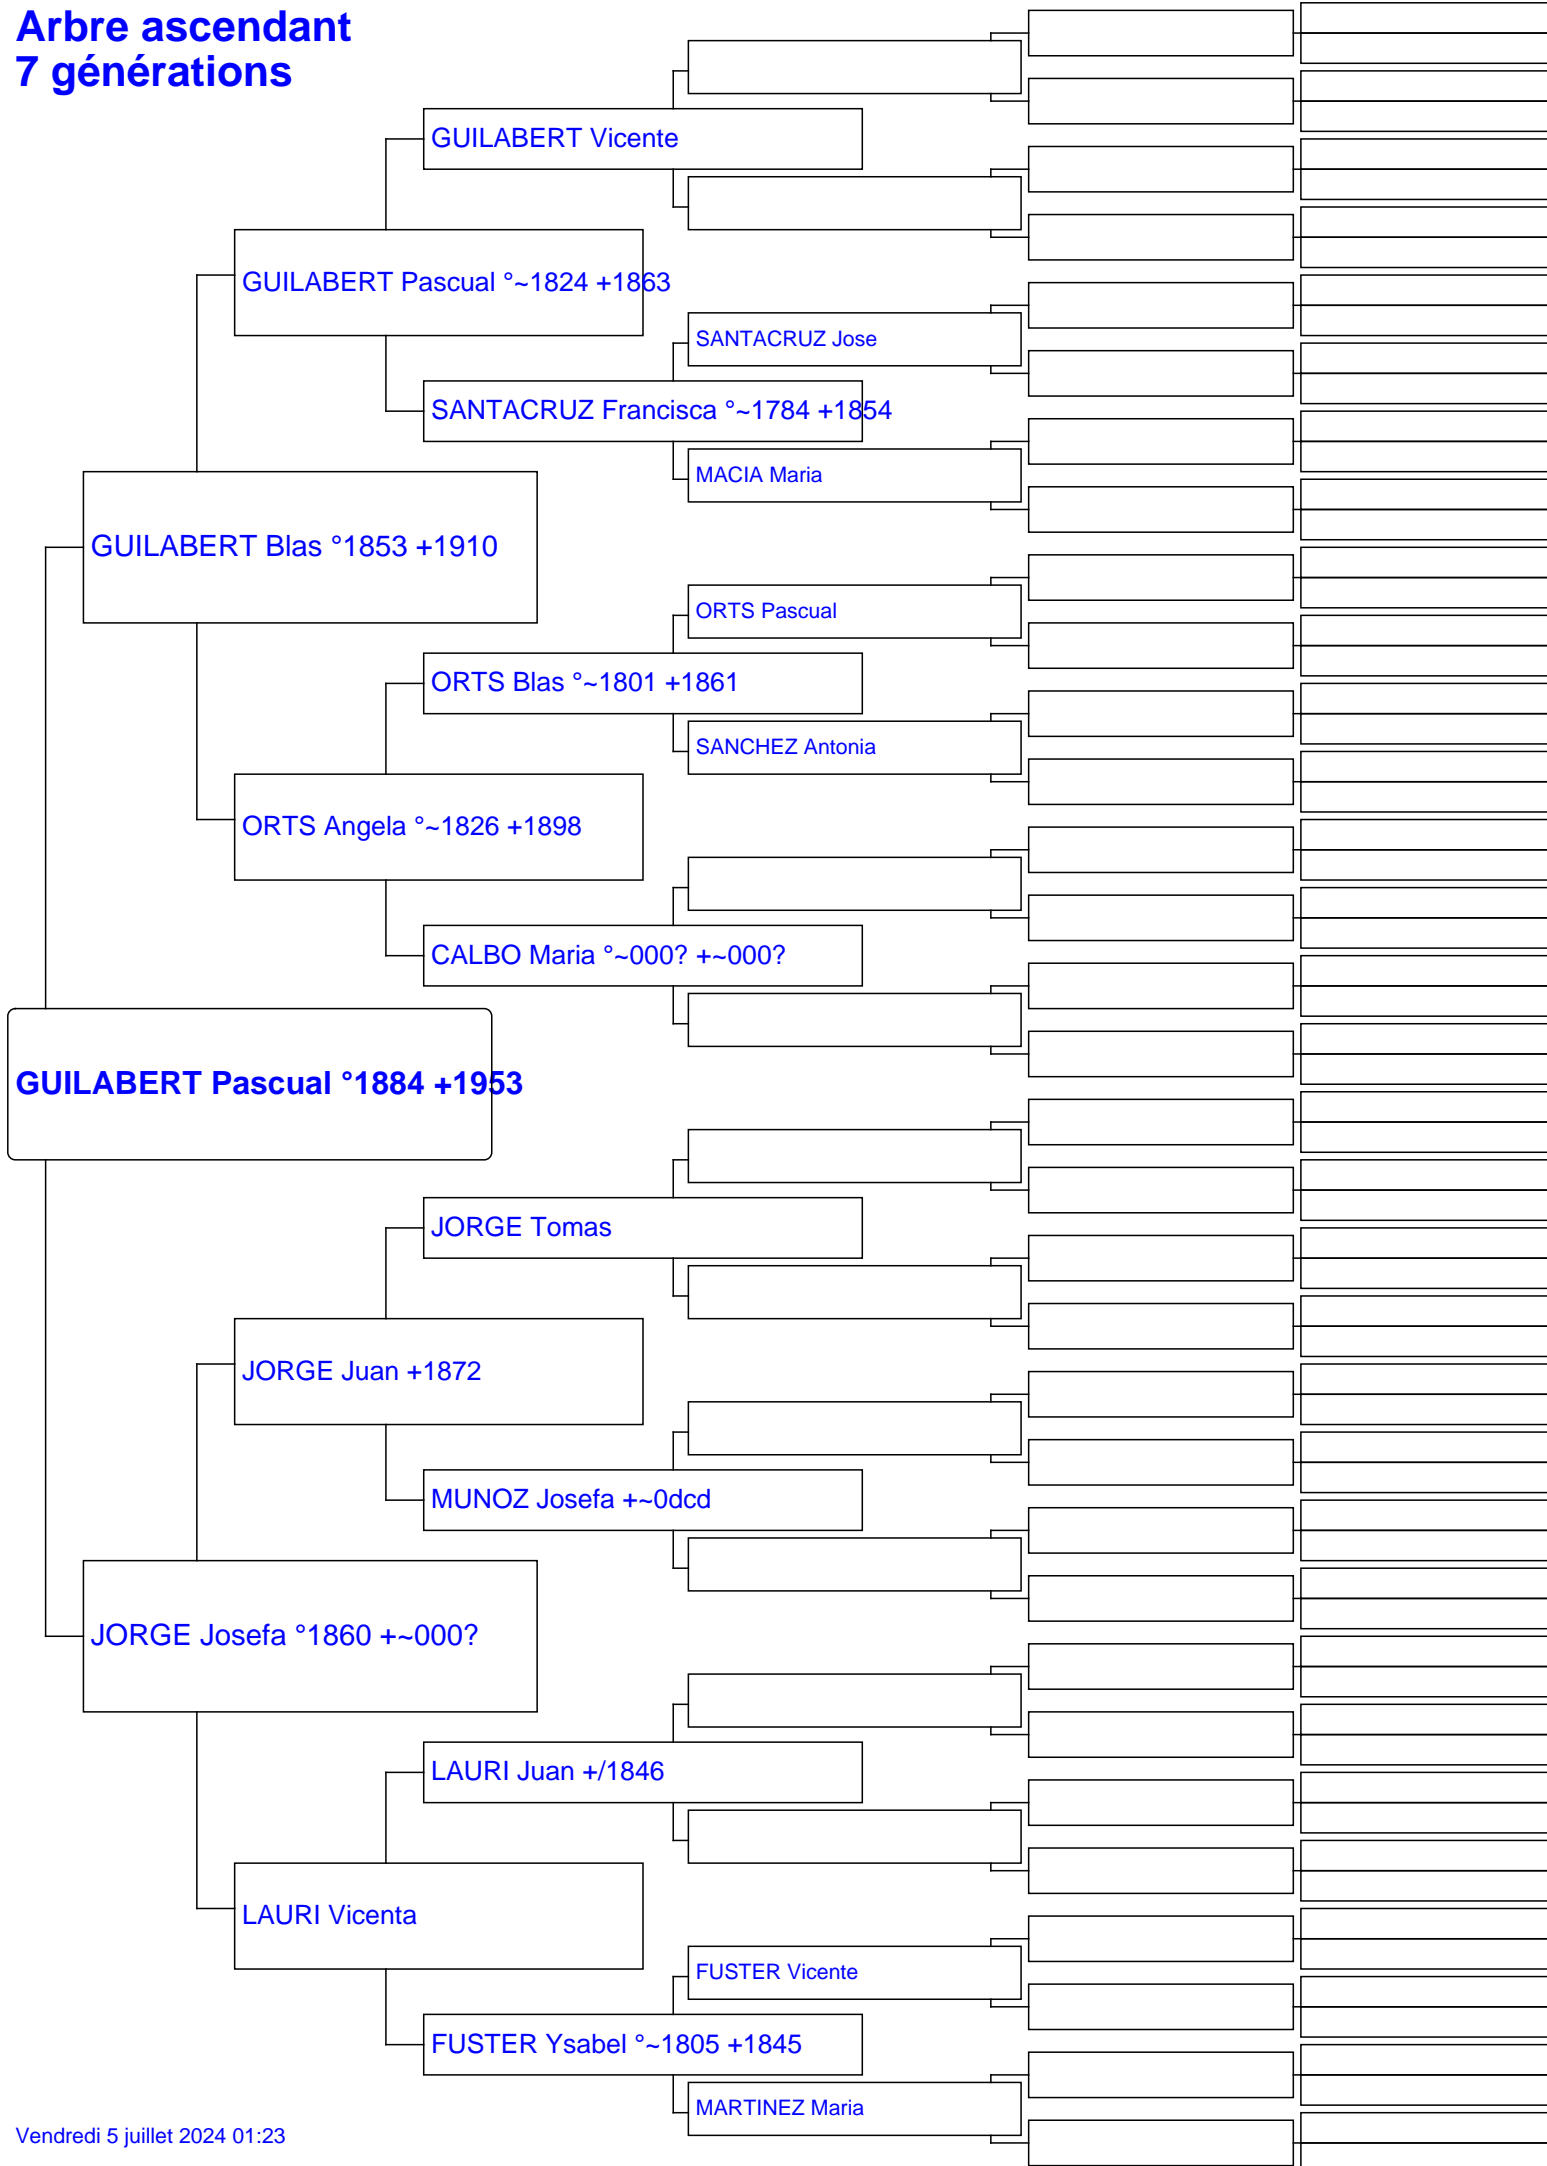 Arbre ascendant
7 générations
GUILABERT Vicente
GUILABERT Pascual °~1824 +1863
SANTACRUZ Jose
SANTACRUZ Francisca °~1784 +1854
MACIA Maria
GUILABERT Blas °1853 +1910
ORTS Pascual
ORTS Blas °~1801 +1861
SANCHEZ Antonia
ORTS Angela °~1826 +1898
CALBO Maria °~000? +~000?
GUILABERT Pascual °1884 +1953
JORGE Tomas
JORGE Juan +1872
MUNOZ Josefa +~0dcd
JORGE Josefa °1860 +~000?
LAURI Juan +/1846
LAURI Vicenta
FUSTER Vicente
FUSTER Ysabel °~1805 +1845
MARTINEZ Maria
Vendredi 5 juillet 2024 01:23